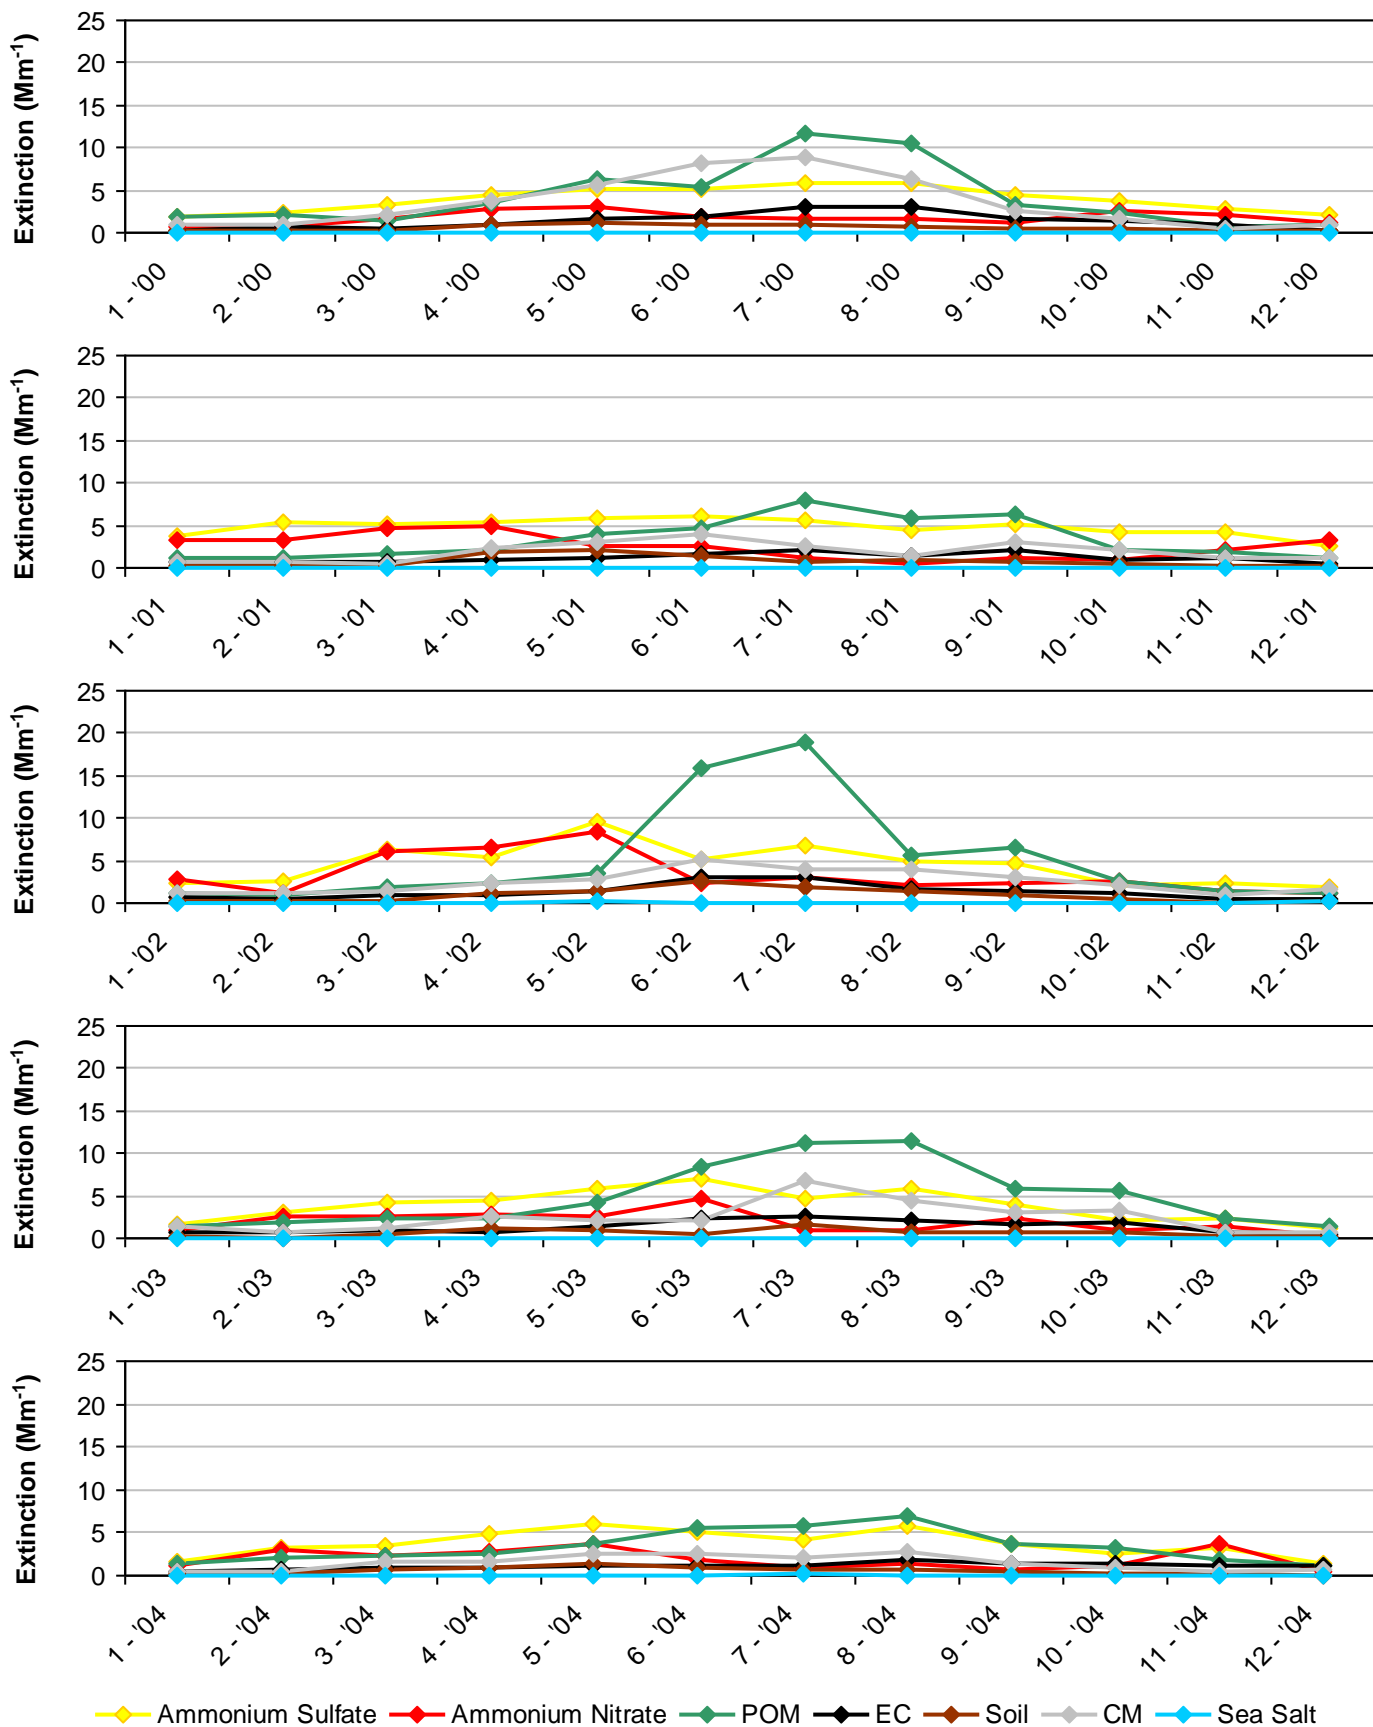 Extinction (Mm-1)
25
20
15
10
5
0
1 - '00 2 - '00 3 - '00 4 - '00 5 - '00 6 - '00 7 - '00 8 - '00 9 - '00 10 - '00 11 - '00 12 - '00
Extinction (Mm-1)
25
20
15
10
5
0
1 - '01 2 - '01 3 - '01 4 - '01 5 - '01 6 - '01 7 - '01 8 - '01 9 - '01 10 - '01 11 - '01 12 - '01
Extinction (Mm-1)
25
20
15
10
5
0
1 - '02 2 - '02 3 - '02 4 - '02 5 - '02 6 - '02 7 - '02 8 - '02 9 - '02 10 - '02 11 - '02 12 - '02
Extinction (Mm-1)
25
20
15
10
5
0
1 - '03 2 - '03 3 - '03 4 - '03 5 - '03 6 - '03 7 - '03 8 - '03 9 - '03 10 - '03 11 - '03 12 - '03
Extinction (Mm-1)
25
20
15
10
5
0
1 - '04 2 - '04 3 - '04 4 - '04 5 - '04 6 - '04 7 - '04 8 - '04 9 - '04 10 - '04 11 - '04 12 - '04
Ammonium Sulfate Ammonium Nitrate POM EC Soil CM Sea Salt